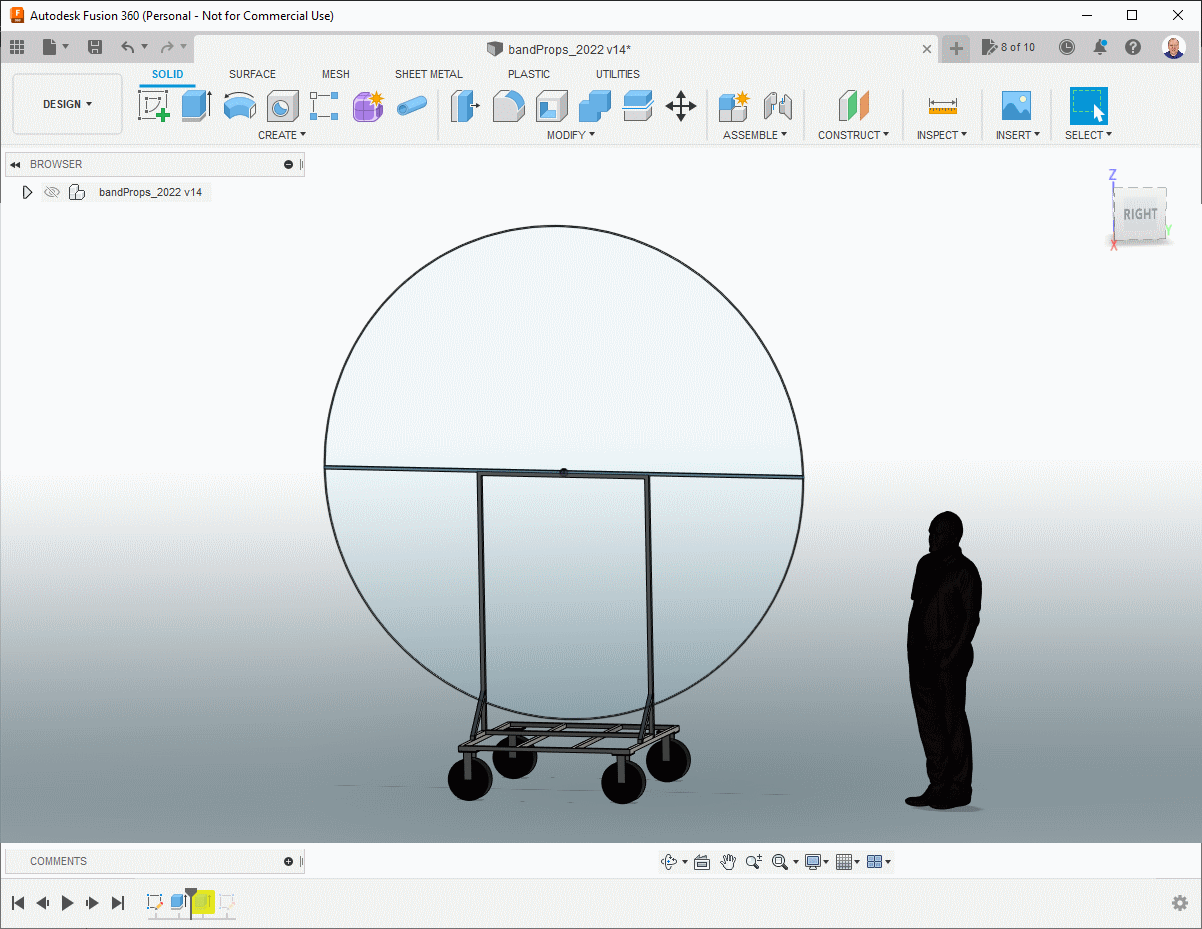 Autodesk Fusion 360 (Personal - Not for Commercial Use)
bandProps_2022 v14*
8 of 10
SOLID SURFACE MESH SHEET METAL PLASTIC UTILITIES
DESIGN
CREATE MODIFY ASSEMBLE CONSTRUCT INSPECT INSERT SELECT
BROWSER
bandProps_2022 v14
Z
RIGHT
Y
X
COMMENTS